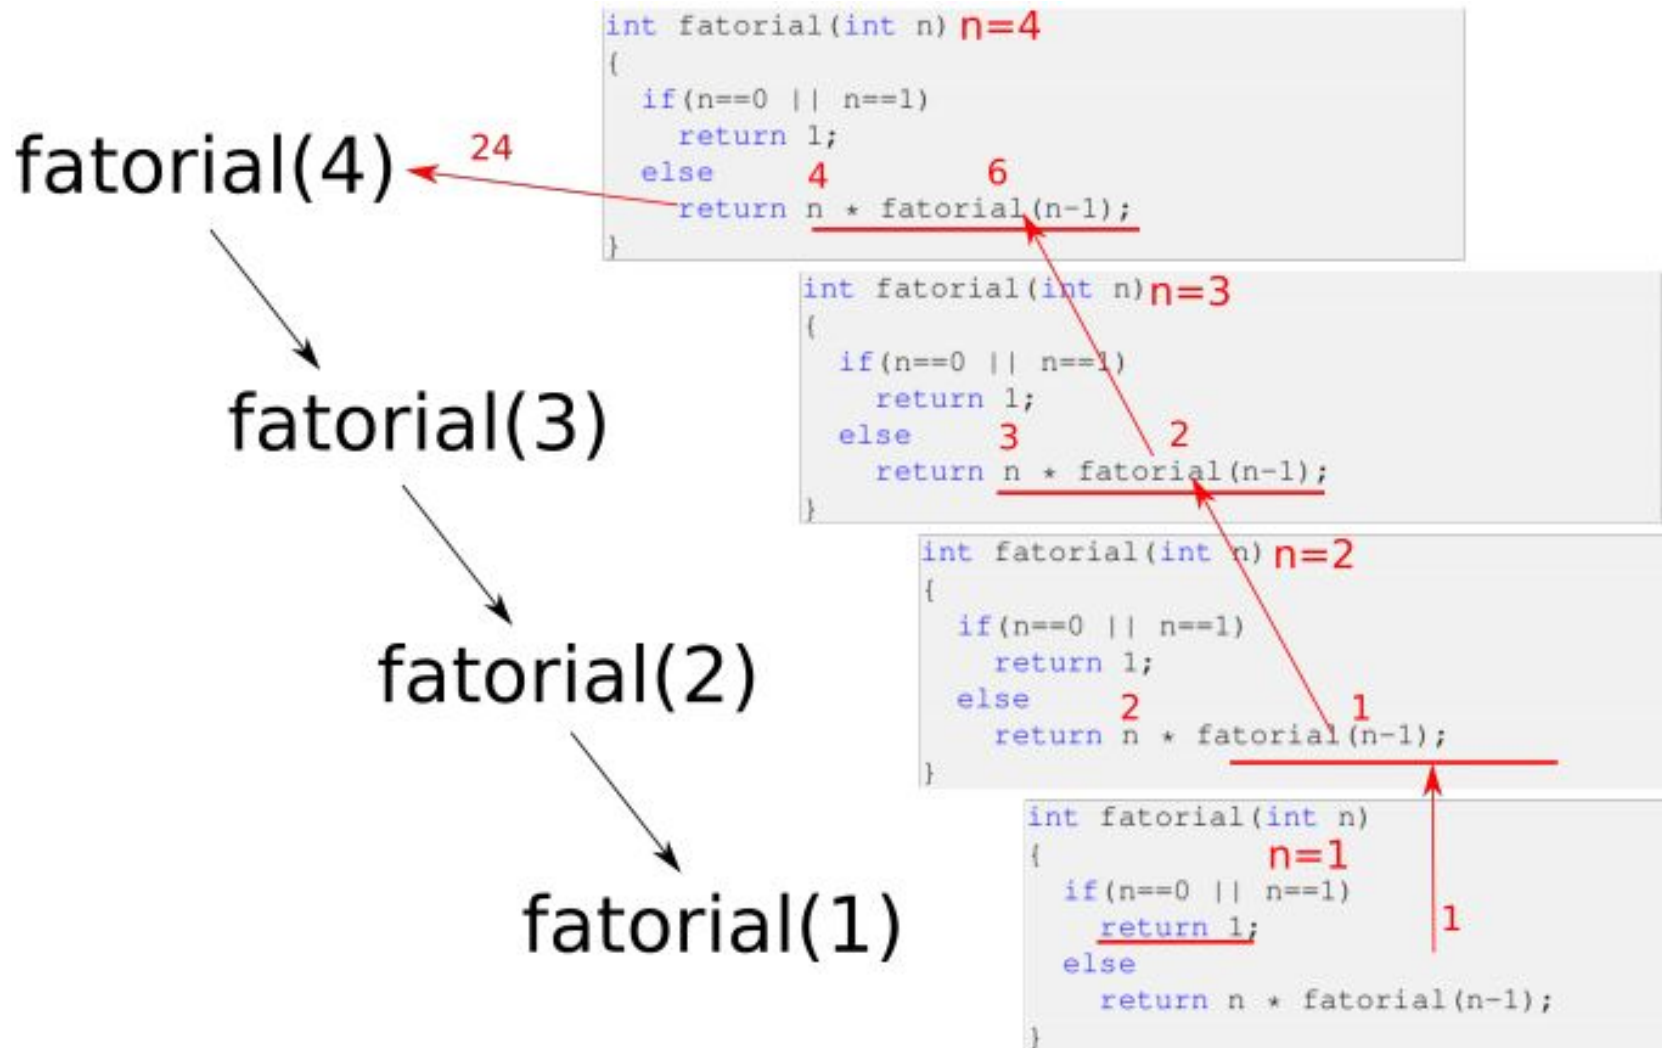 fatorial(4)
fatorial(3)
fatorial(2)
fatorial(1)
24
int fatorial(int n) n=4
{
if(n==0 || n==1)
return 1;
else
4 6
return n * fatorial(n-1);
}
int fatorial(int n) n=3
{
if(n==0 || n==1)
return 1;
else
3 2
return n * fatorial(n-1);
}
int fatorial(int n) n=2
{
if(n==0 || n==1)
return 1;
else
2 1
return n * fatorial(n-1);
}
int fatorial(int n)
{
n=1
if(n==0 || n==1)
return 1;
1
else
return n * fatorial(n-1);
}